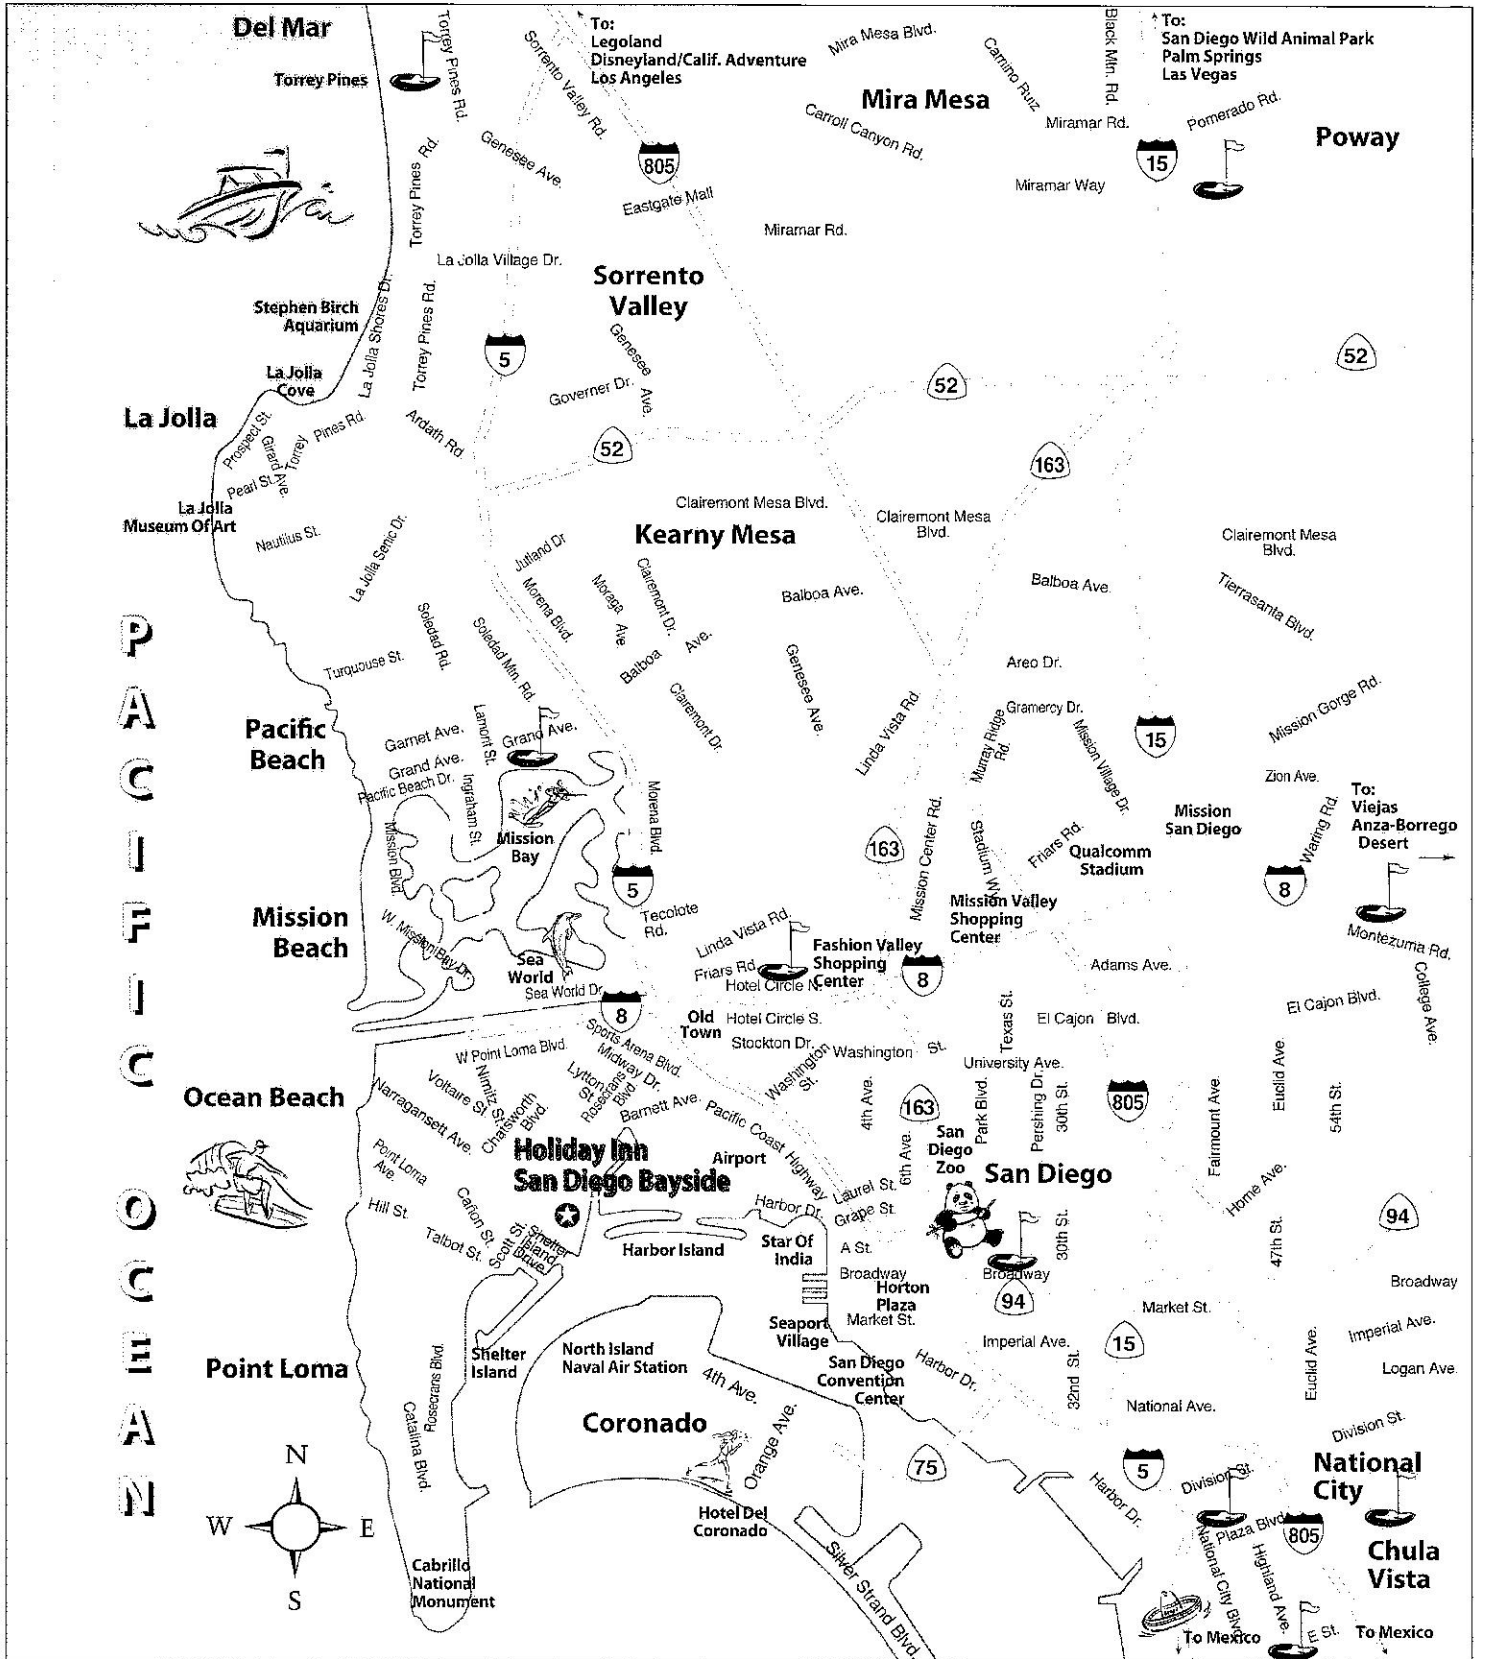 Del Mar
Torrey Pines
Torrey Pines Rd.
Sorrento Valley Rd.
To:
Legoland
Disneyland/Calif. Adventure
Los Angeles
Mira Mesa Blvd.
Camino Ruiz
Black Mtn. Rd.
To:
San Diego Wild Animal Park
Palm Springs
Las Vegas
Mira Mesa
Carroll Canyon Rd.
Miramar Rd.
Pomerado Rd.
Poway
Genesee Ave.
805
15
Torrey Pines Rd.
Eastgate Mall
Miramar Way
Miramar Rd.
La Jolla Village Dr.
Sorrento
Valley
Stephen Birch
Aquarium
La Jolla Shores Dr.
Torrey Pines Rd.
5
Genesee Ave.
52
52
La Jolla
Cove
Governer Dr.
La Jolla
Prospect St.
Girard Ave.
Torrey Pines Rd.
Ardath Rd.
52
163
Pearl St.
La Jolla
Museum Of Art
Nautilus St.
La Jolla Senic Dr.
Clairemont Mesa Blvd.
Kearny Mesa
Clairemont Mesa
Blvd.
Clairemont Mesa
Blvd.
Jutland Dr
Morena Blvd.
Moraga Ave.
Clairemont Dr.
Balboa Ave.
Balboa Ave.
Tierrasanta Blvd.
Soledad Rd.
Soledad Mtn. Rd.
Balboa Ave.
Turquouse St.
Genesee Ave.
Areo Dr.
Clairemont Dr.
Linda Vista Rd.
Gramercy Dr.
Murray Ridge Rd.
Mission Village Dr.
15
Mission Gorge Rd.
Pacific
Beach
Garnet Ave.
Lamont St.
Grand Ave.
Grand Ave.
Pacific Beach Dr.
Ingraham St.
Morena Blvd.
Zion Ave.
To:
Viejas
Anza-Borrego
Desert
Mission
San Diego
Waring Rd.
Mission
Bay
Mission Blvd.
163
Mission Center Rd.
Stadium Wy.
Friars Rd.
Qualcomm
Stadium
8
5
Mission
Beach
W. Mission Bay Dr.
Tecolote
Rd.
Mission Valley
Shopping
Center
Linda Vista Rd.
Fashion Valley
Shopping
Center
Montezuma Rd.
College Ave.
Sea
World
Friars Rd.
Hotel Circle N.
8
Adams Ave.
Sea World Dr.
8
Old
Town
Hotel Circle S.
Texas St.
El Cajon Blvd.
El Cajon Blvd.
Stockton Dr.
Sports Arena Blvd.
W Point Loma Blvd.
Midway Dr.
Washington St.
Washington St.
University Ave.
Ocean Beach
Narragansett Ave.
Voltaire St.
Nimitz St.
Chatsworth Blvd.
Lytton St
Rosecrans Blvd.
Barnett Ave.
Pacific Coast Highway
4th Ave.
163
Park Blvd.
Pershing Dr.
30th St.
805
Fairmount Ave.
Euclid Ave.
54th St.
Point Loma
Ave.
Holiday Inn
San Diego Bayside
Airport
6th Ave.
San
Diego
Zoo
San Diego
Home Ave.
Hill St.
Cañon St.
Talbot St.
Scott St.
Shelter
Island
Drive
Harbor Island
Harbor Dr.
Laurel St.
Grape St.
Star Of
India
A St.
30th St.
47th St.
94
Broadway
Broadway
Horton
Plaza
94
Broadway
Market St.
Seaport
Village
Market St.
Imperial Ave.
15
Imperial Ave.
Point Loma
Shelter
Island
North Island
Naval Air Station
San Diego
Convention
Center
Harbor Dr.
32nd St.
Euclid Ave.
Logan Ave.
4th Ave.
Rosecrans Blvd.
Catalina Blvd.
Coronado
Orange Ave.
National Ave.
Division St.
75
5
Division St.
National
City
Harbor Dr.
Plaza Blvd.
805
Hotel Del
Coronado
Silver Strand Blvd.
Chula
Vista
National City Blvd.
Highland Ave.
E St.
To Mexico
To Mexico
Cabrillo
National
Monument
PACIFIC OCEAN
N
W
E
S